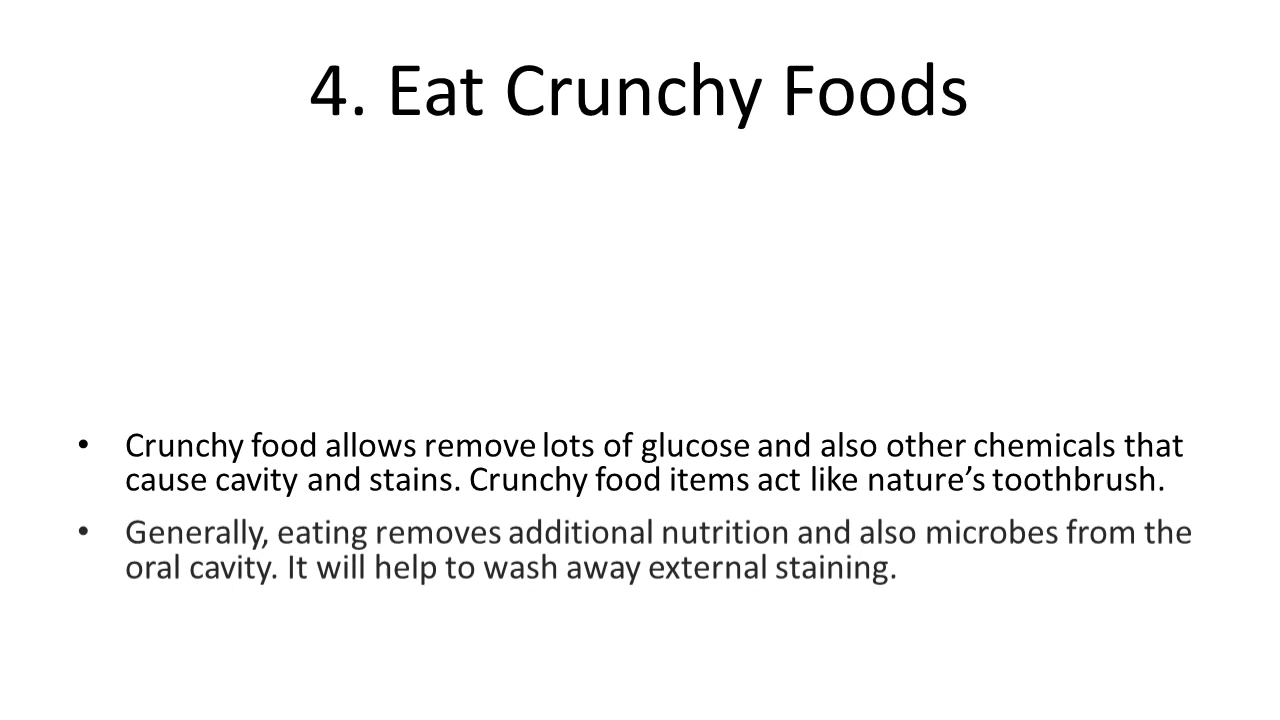 4. Eat Crunchy Foods
• Crunchy food allows remove lots of glucose and also other chemicals that
cause cavity and stains. Crunchy food items act like nature’s toothbrush.
• Generally, eating removes additional nutrition and also microbes from the
oral cavity. It will help to wash away external staining.